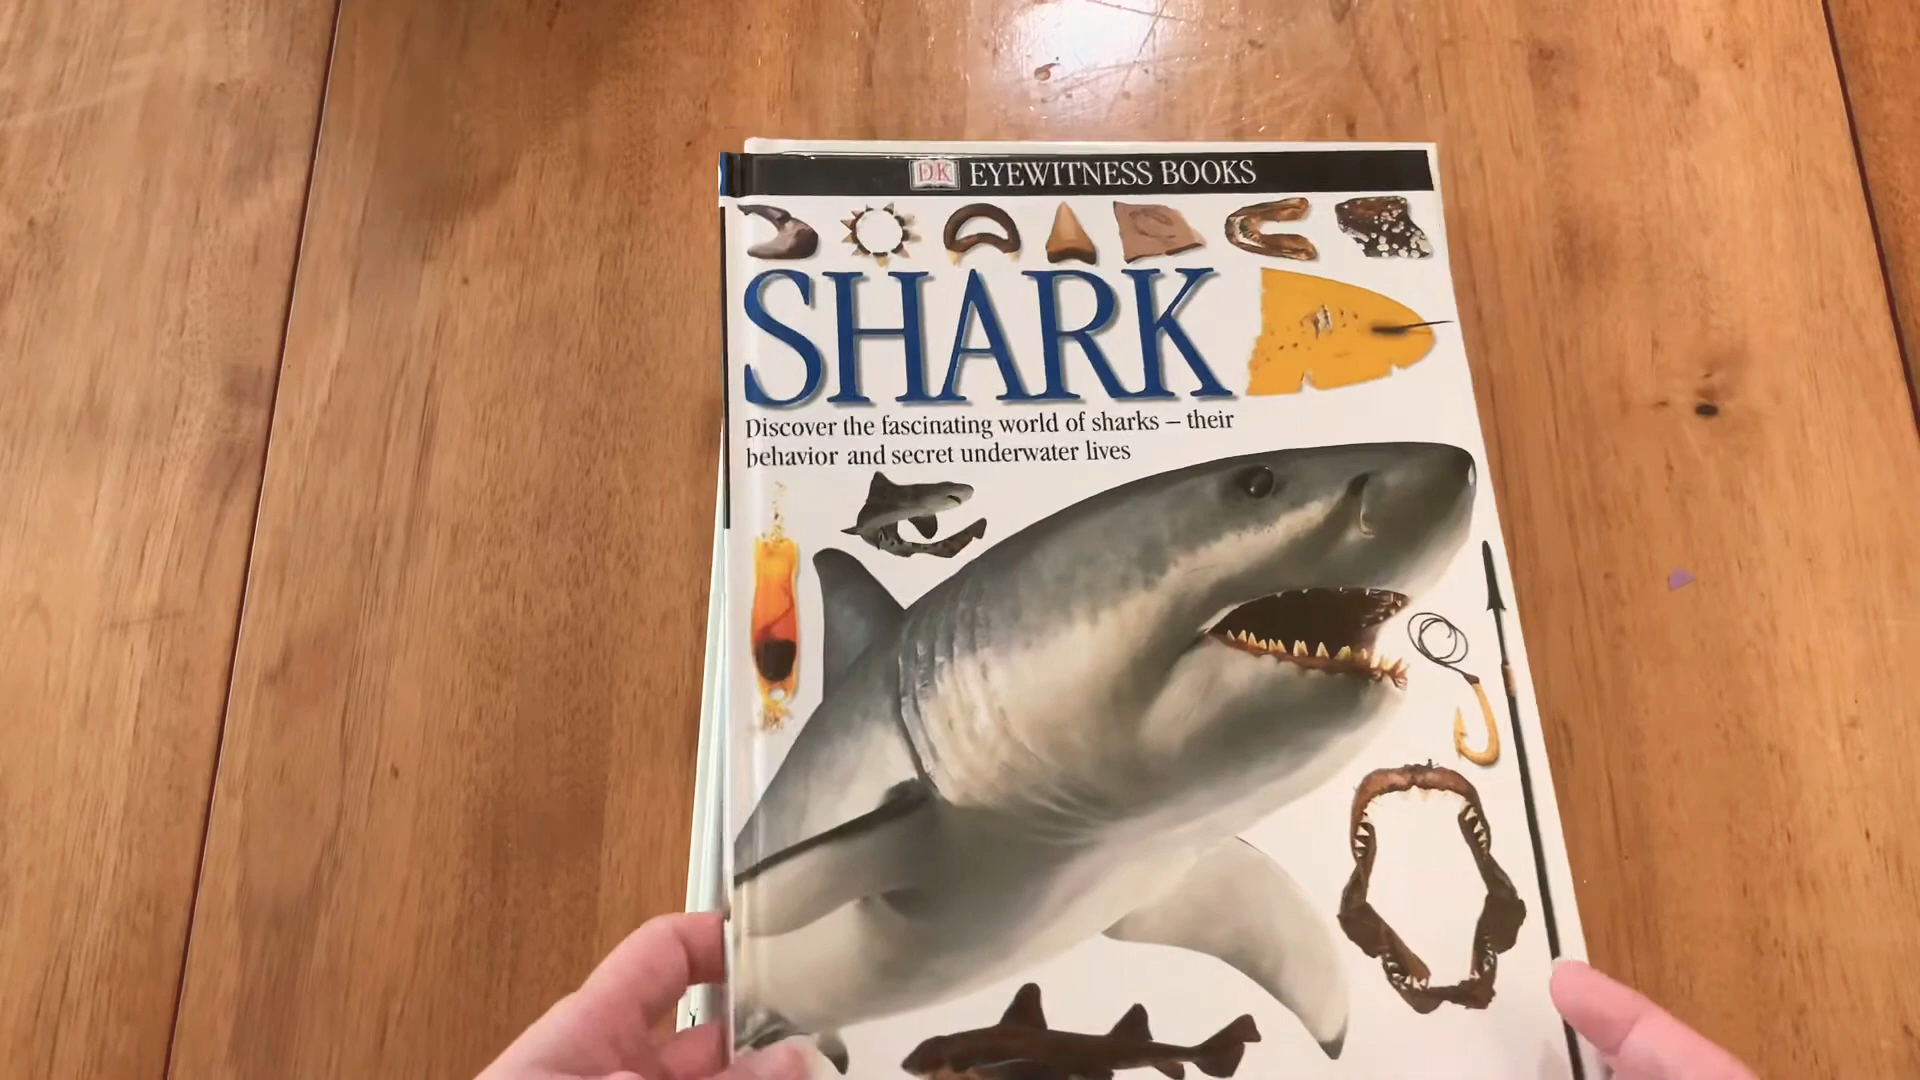 DK EYEWITNESS BOOKS
SHARK
Discover the fascinating world of sharks – their
behavior and secret underwater lives